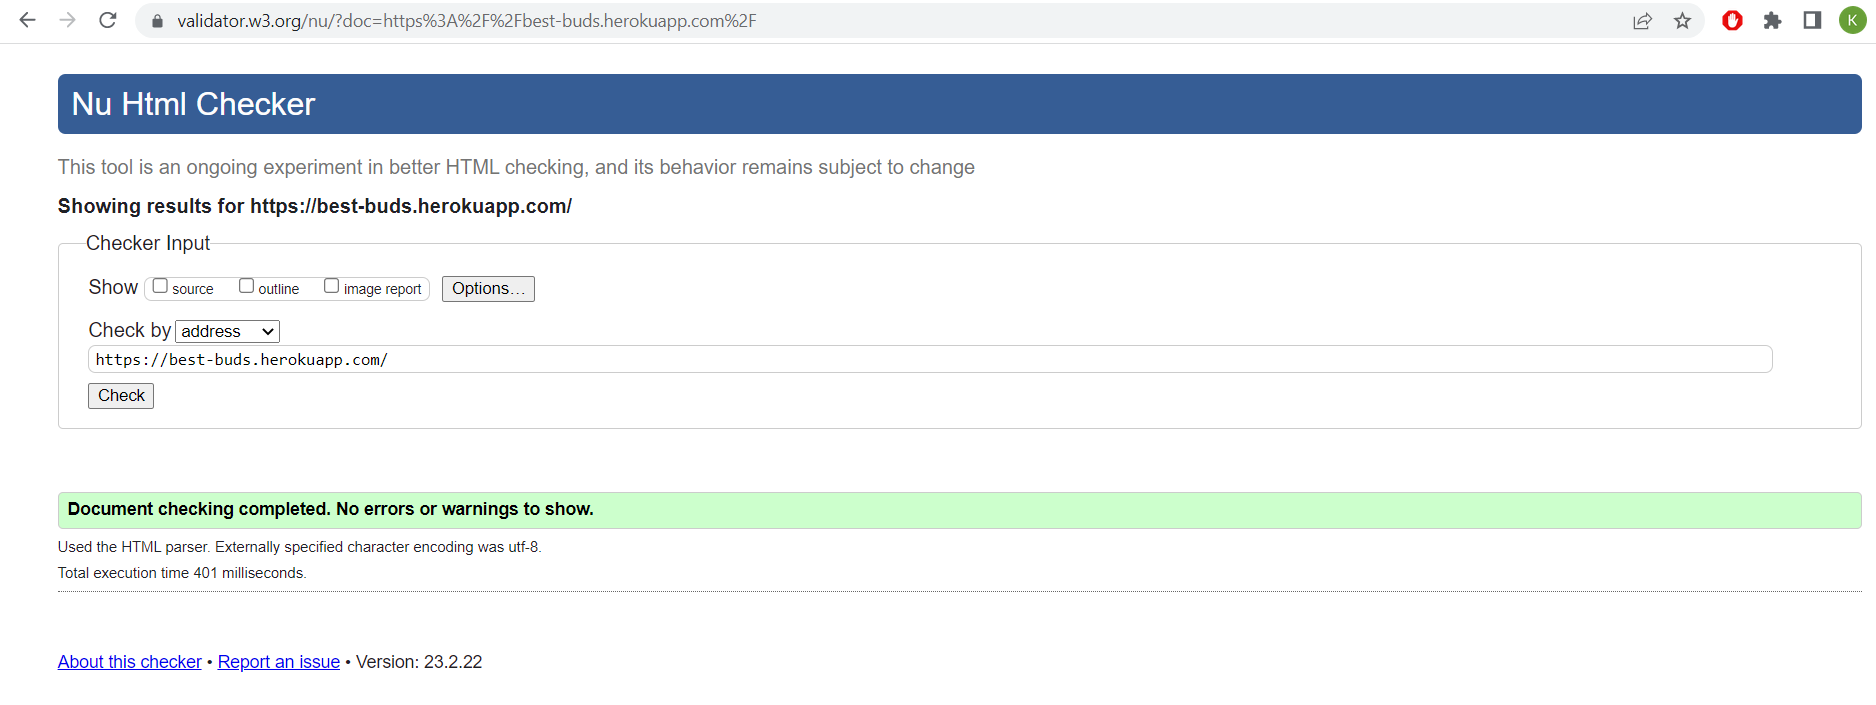 validator.w3.org/nu/?doc=https%3A%2F%2Fbest-buds.herokuapp.com%2F
K
Nu Html Checker
This tool is an ongoing experiment in better HTML checking, and its behavior remains subject to change
Showing results for https://best-buds.herokuapp.com/
Checker Input
Show source outline image report Options...
Check by address
https://best-buds.herokuapp.com/
Check
Document checking completed. No errors or warnings to show.
Used the HTML parser. Externally specified character encoding was utf-8.
Total execution time 401 milliseconds.
About this checker • Report an issue • Version: 23.2.22